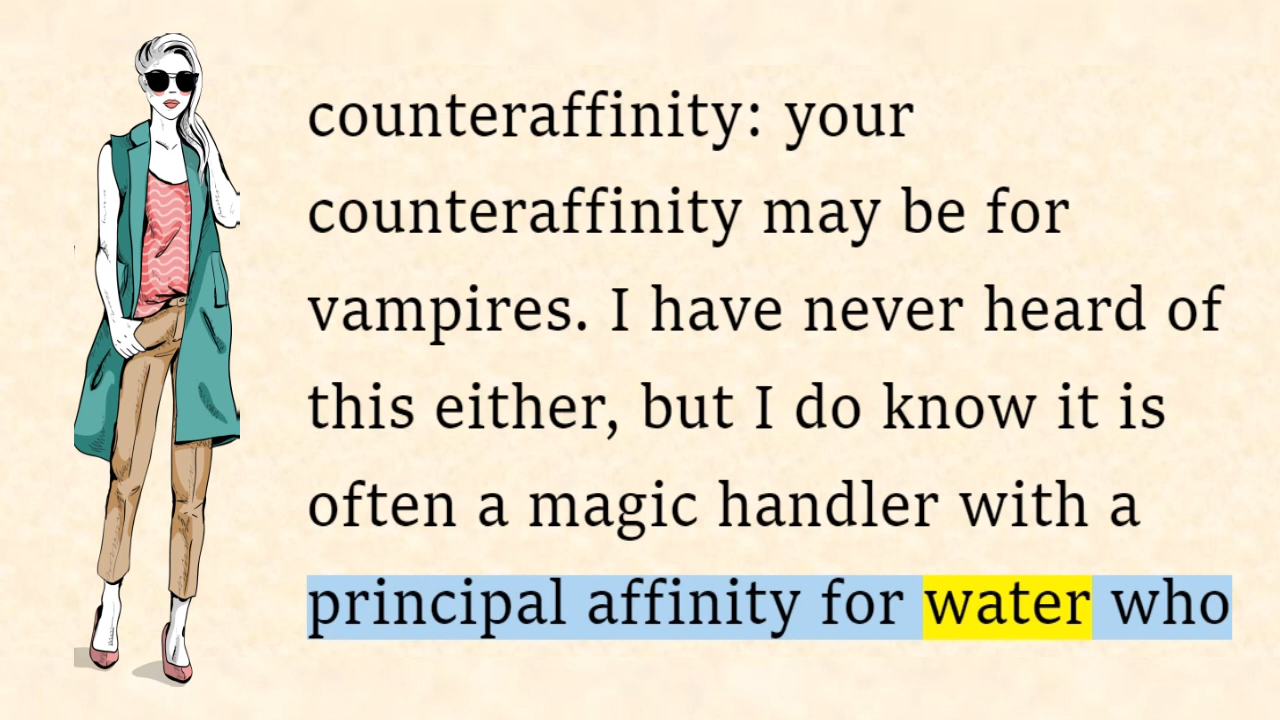 counteraffinity: your
counteraffinity may be for
vampires. I have never heard of
this either, but I do know it is
often a magic handler with a
principal affinity for water who